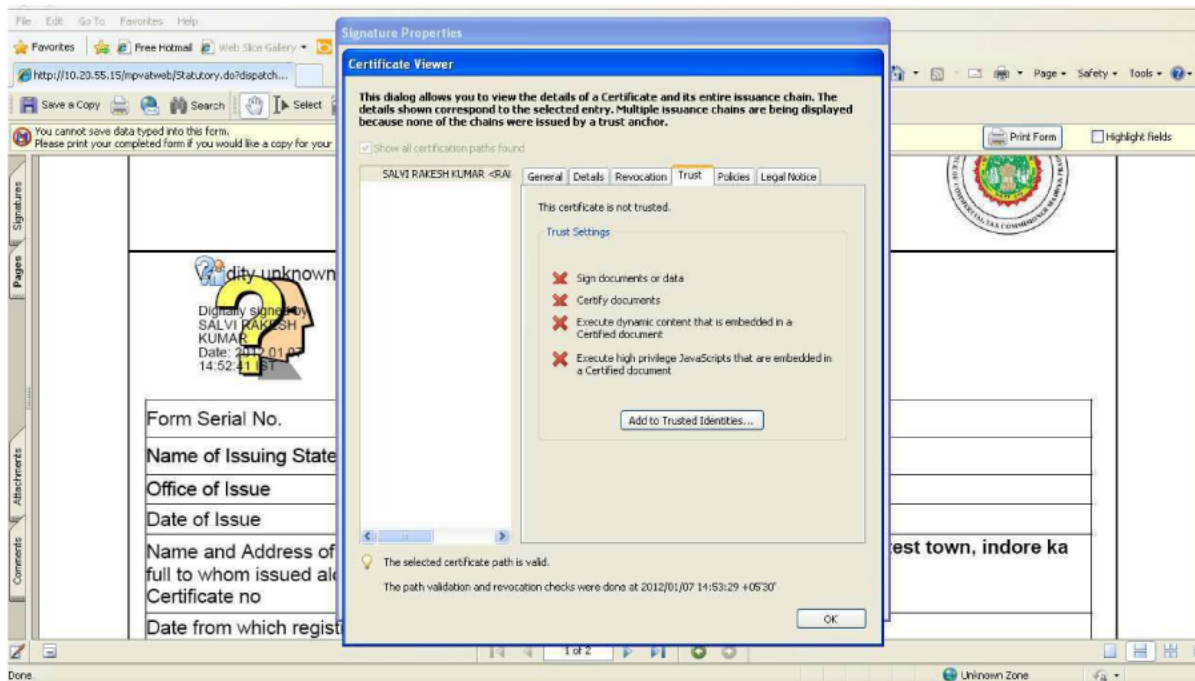 File Edit Go To Favorites Help
Favorites Free Hotmail Web Slice Gallery
http://10.20.55.15/mpvatweb/Statutory.do?dispatch...
Page Safety Tools
Save a Copy Search Select
You cannot save data typed into this form.
Please print your completed form if you would like a copy for your
Print Form Highlight fields
Signature Properties
Certificate Viewer
This dialog allows you to view the details of a Certificate and its entire issuance chain. The
details shown correspond to the selected entry. Multiple issuance chains are being displayed
because none of the chains were issued by a trust anchor.
Show all certification paths found
SALVI RAKESH KUMAR <RA
General Details Revocation Trust Policies Legal Notice
This certificate is not trusted.
Trust Settings
Sign documents or data
Certify documents
Execute dynamic content that is embedded in a
Certified document
Execute high privilege JavaScripts that are embedded in
a Certified document
Add to Trusted Identities...
The selected certificate path is valid.
The path validation and revocation checks were done at 2012/01/07 14:53:29 +05'30'
OK
Signatures
Pages
Attachments
Comments
dity unknown
Digitally signed by
SALVI RAKESH
KUMAR
Date: 2012.01.07
14:52:41 IST
Form Serial No.
Name of Issuing State
Office of Issue
Date of Issue
Name and Address of
full to whom issued alo
Certificate no
Date from which regist
test town, indore ka
1 of 2
Done
Unknown Zone